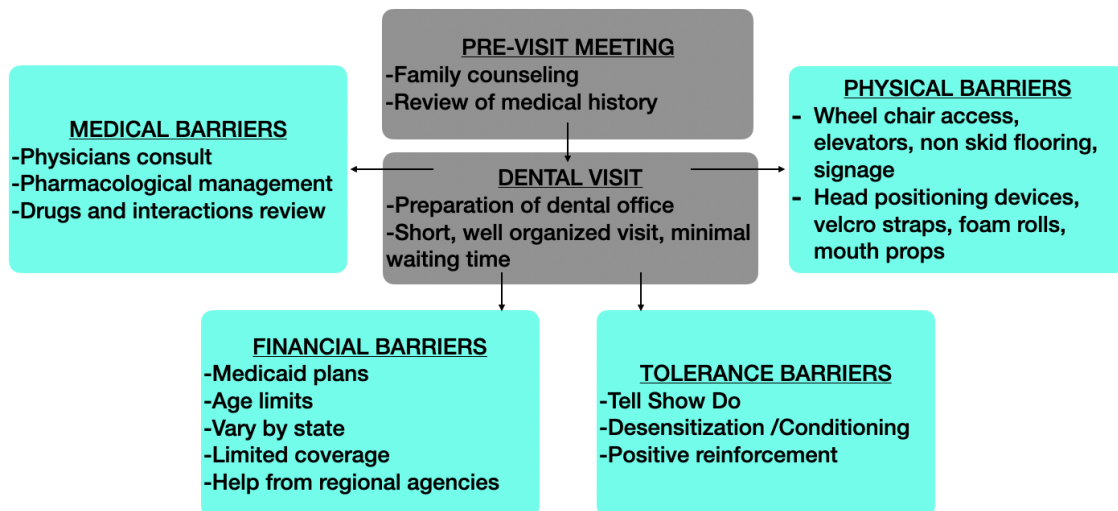 PRE-VISIT MEETING
-Family counseling
-Review of medical history
MEDICAL BARRIERS
-Physicians consult
-Pharmacological management
-Drugs and interactions review
DENTAL VISIT
-Preparation of dental office
-Short, well organized visit, minimal
waiting time
PHYSICAL BARRIERS
- Wheel chair access,
elevators, non skid flooring,
signage
- Head positioning devices,
velcro straps, foam rolls,
mouth props
FINANCIAL BARRIERS
-Medicaid plans
-Age limits
-Vary by state
-Limited coverage
-Help from regional agencies
TOLERANCE BARRIERS
-Tell Show Do
-Desensitization /Conditioning
-Positive reinforcement